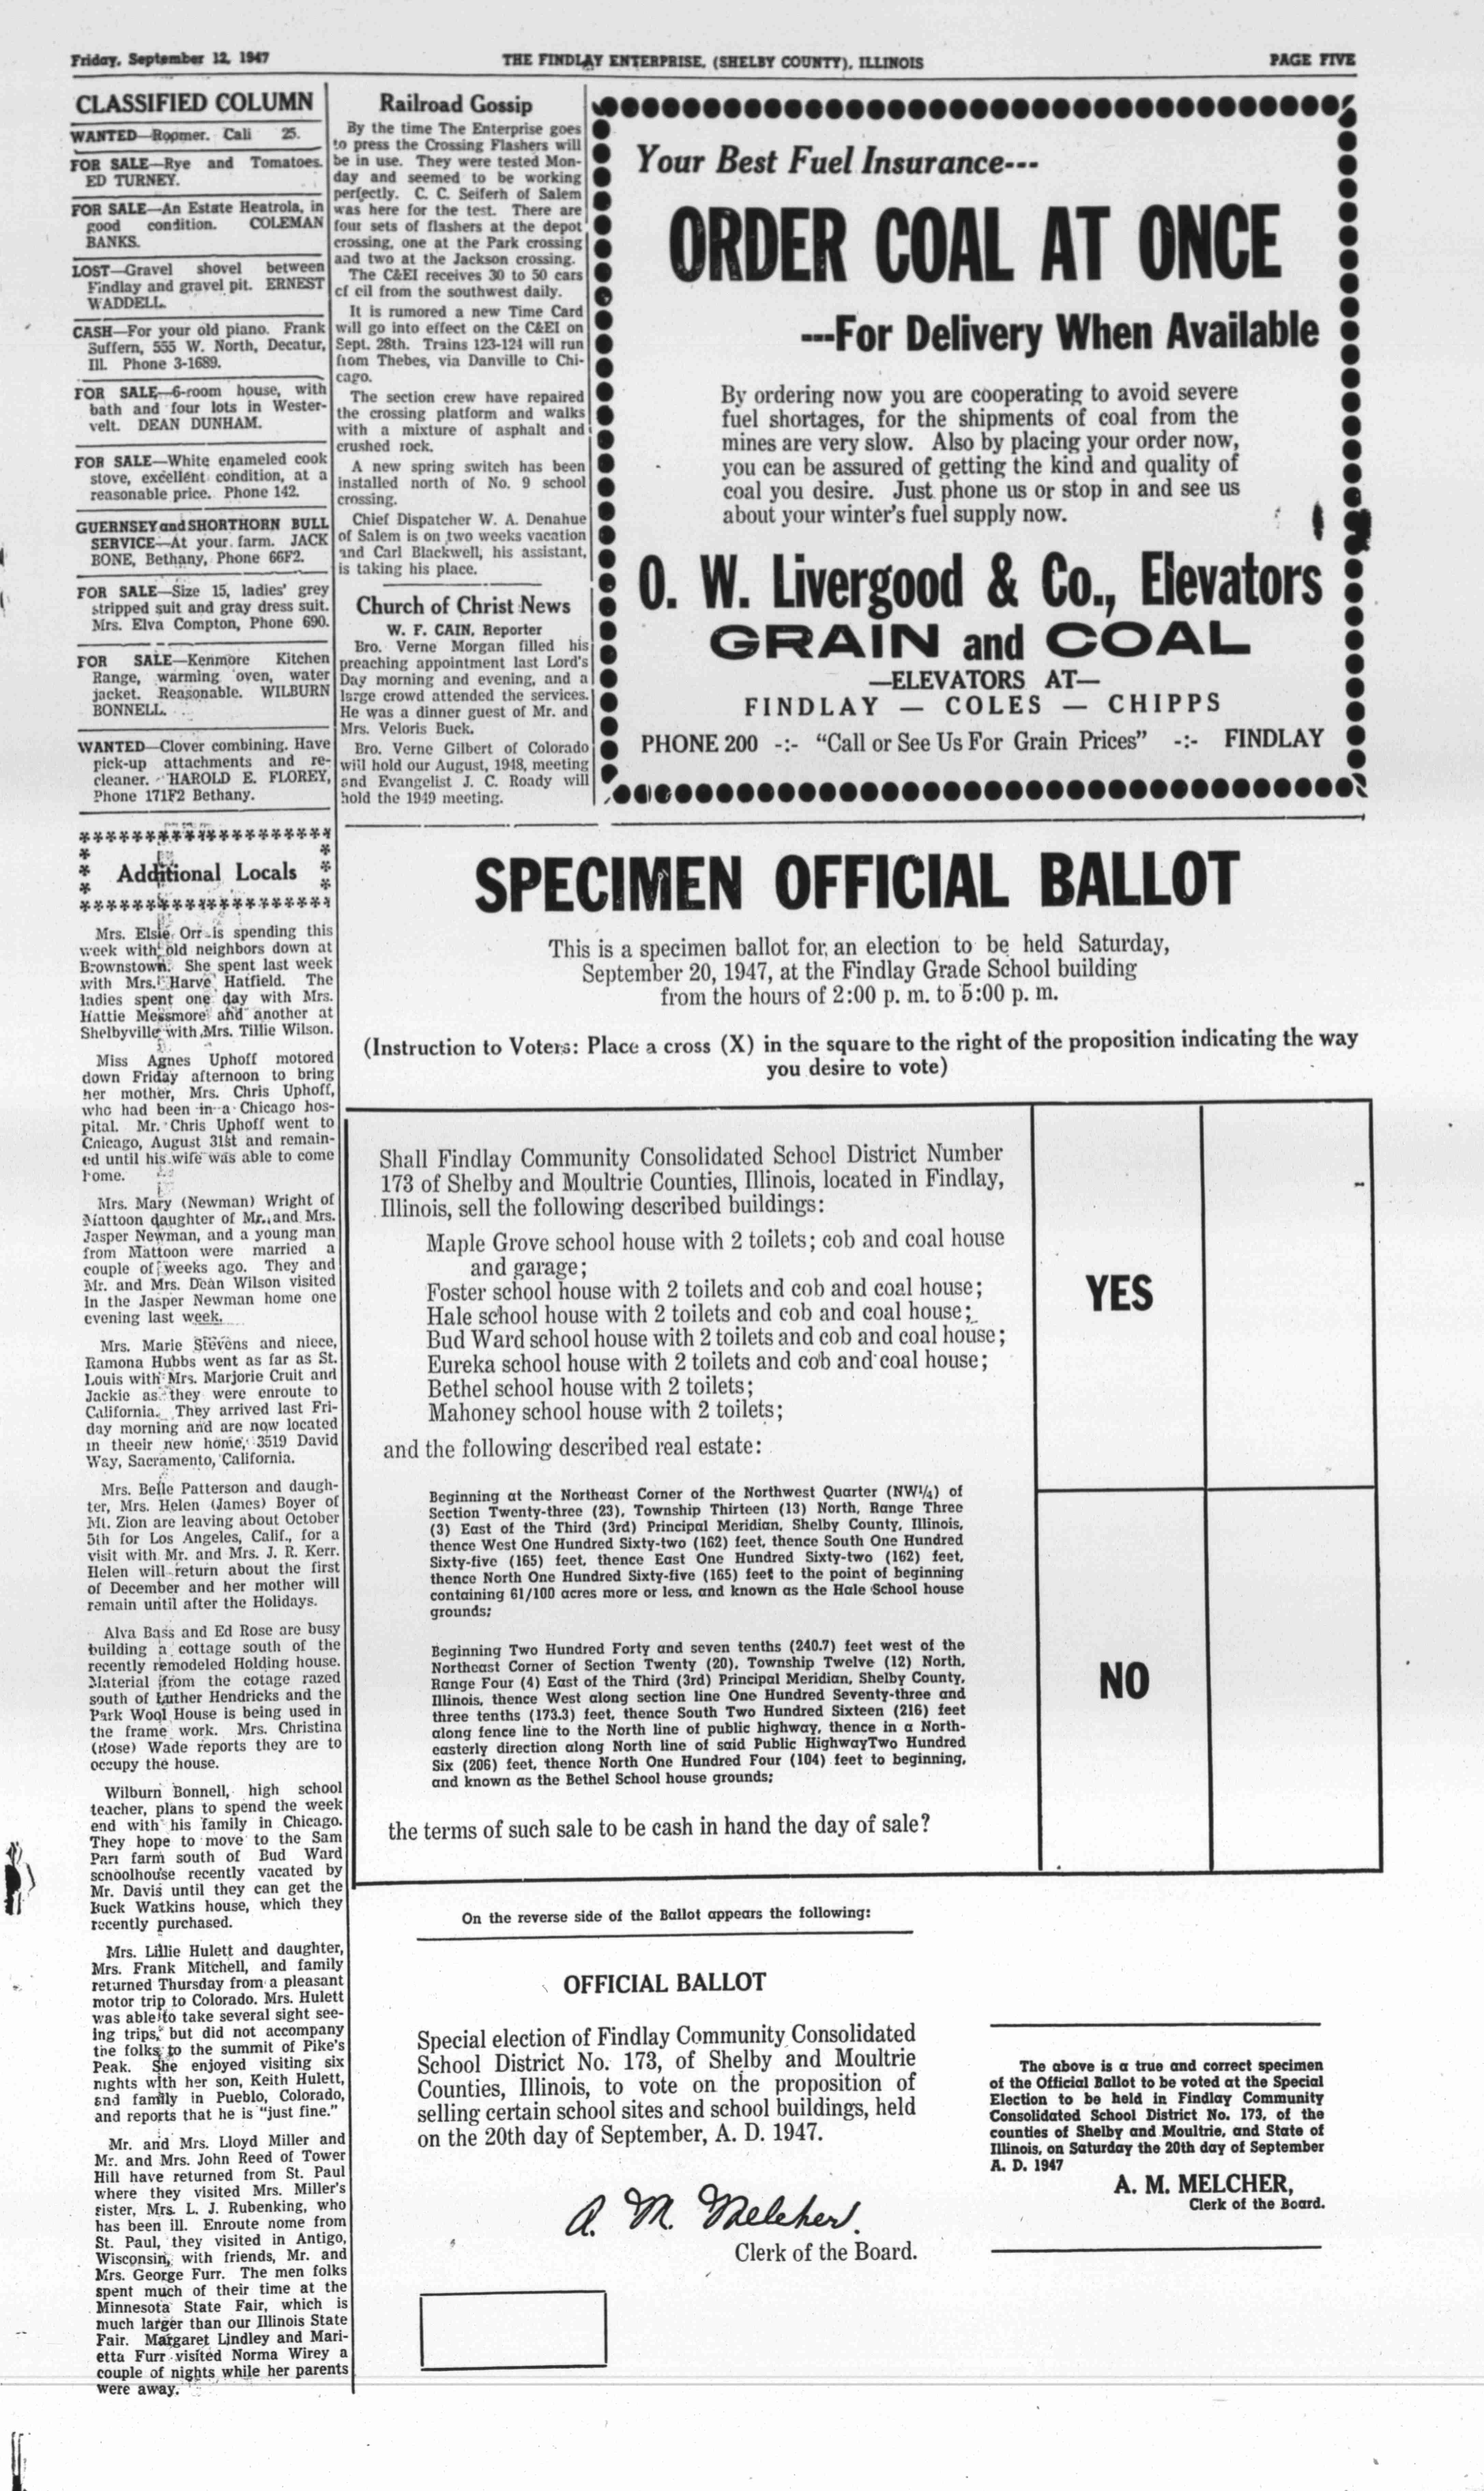 Friday, September 12, 1947
THE FINDLAY ENTERPRISE, (SHELBY COUNTY), ILLINOIS
PAGE FIVE
CLASSIFIED COLUMN
WANTED—Roomer. Call 25.
FOR SALE—Rye and Tomatoes.
ED TURNEY.
FOR SALE—An Estate Heatrola, in
good condition. COLEMAN
BANKS.
LOST—Gravel shovel between
Findlay and gravel pit. ERNEST
WADDELL.
CASH—For your old piano. Frank
Suffern, 555 W. North, Decatur,
Ill. Phone 3-1689.
FOR SALE—6-room house, with
bath and four lots in Wester-
velt. DEAN DUNHAM.
FOR SALE—White enameled cook
stove, excellent condition, at a
reasonable price. Phone 142.
GUERNSEY and SHORTHORN BULL
SERVICE—At your farm. JACK
BONE, Bethany, Phone 66F2.
FOR SALE—Size 15, ladies' grey
stripped suit and gray dress suit.
Mrs. Elva Compton, Phone 690.
FOR SALE—Kenmore Kitchen
Range, warming oven, water
jacket. Reasonable. WILBURN
BONNELL.
WANTED—Clover combining. Have
pick-up attachments and re-
cleaner. HAROLD E. FLOREY,
Phone 171F2 Bethany.
Additional Locals
Mrs. Elsie Orr is spending this
week with old neighbors down at
Brownstown. She spent last week
with Mrs. Harve Hatfield. The
ladies spent one day with Mrs.
Hattie Messmore and another at
Shelbyville with Mrs. Tillie Wilson.
Miss Agnes Uphoff motored
down Friday afternoon to bring
her mother, Mrs. Chris Uphoff,
who had been in a Chicago hos-
pital. Mr. Chris Uphoff went to
Chicago, August 31st and remain-
ed until his wife was able to come
home.
Mrs. Mary (Newman) Wright of
Mattoon daughter of Mr. and Mrs.
Jasper Newman, and a young man
from Mattoon were married a
couple of weeks ago. They and
Mr. and Mrs. Dean Wilson visited
in the Jasper Newman home one
evening last week.
Mrs. Marie Stevens and niece,
Ramona Hubbs went as far as St.
Louis with Mrs. Marjorie Cruit and
Jackie as they were enroute to
California. They arrived last Fri-
day morning and are now located
in theeir new home, 3519 David
Way, Sacramento, California.
Mrs. Belle Patterson and daugh-
ter, Mrs. Helen (James) Boyer of
Mt. Zion are leaving about October
5th for Los Angeles, Calif., for a
visit with Mr. and Mrs. J. R. Kerr.
Helen will return about the first
of December and her mother will
remain until after the Holidays.
Alva Bass and Ed Rose are busy
building a cottage south of the
recently remodeled Holding house.
Material from the cotage razed
south of Luther Hendricks and the
Park Wool House is being used in
the frame work. Mrs. Christina
(Rose) Wade reports they are to
occupy the house.
Wilburn Bonnell, high school
teacher, plans to spend the week
end with his family in Chicago.
They hope to move to the Sam
Parr farm south of Bud Ward
schoolhouse recently vacated by
Mr. Davis until they can get the
Buck Watkins house, which they
recently purchased.
Mrs. Lillie Hulett and daughter,
Mrs. Frank Mitchell, and family
returned Thursday from a pleasant
motor trip to Colorado. Mrs. Hulett
was able to take several sight see-
ing trips, but did not accompany
the folks to the summit of Pike's
Peak. She enjoyed visiting six
nights with her son, Keith Hulett,
and family in Pueblo, Colorado,
and reports that he is "just fine."
Mr. and Mrs. Lloyd Miller and
Mr. and Mrs. John Reed of Tower
Hill have returned from St. Paul
where they visited Mrs. Miller's
sister, Mrs. L. J. Rubenking, who
has been ill. Enroute nome from
St. Paul, they visited in Antigo,
Wisconsin, with friends, Mr. and
Mrs. George Furr. The men folks
spent much of their time at the
Minnesota State Fair, which is
much larger than our Illinois State
Fair. Margaret Lindley and Mari-
etta Furr visited Norma Wirey a
couple of nights while her parents
were away.
Railroad Gossip
By the time The Enterprise goes
to press the Crossing Flashers will
be in use. They were tested Mon-
day and seemed to be working
perfectly. C. C. Seiferh of Salem
was here for the test. There are
four sets of flashers at the depot
crossing, one at the Park crossing
and two at the Jackson crossing.
The C&EI receives 30 to 50 cars
of oil from the southwest daily.
It is rumored a new Time Card
will go into effect on the C&EI on
Sept. 28th. Trains 123-124 will run
from Thebes, via Danville to Chi-
cago.
The section crew have repaired
the crossing platform and walks
with a mixture of asphalt and
crushed rock.
A new spring switch has been
installed north of No. 9 school
crossing.
Chief Dispatcher W. A. Denahue
of Salem is on two weeks vacation
and Carl Blackwell, his assistant,
is taking his place.
Church of Christ News
W. F. CAIN, Reporter
Bro. Verne Morgan filled his
preaching appointment last Lord's
Day morning and evening, and a
large crowd attended the services.
He was a dinner guest of Mr. and
Mrs. Veloris Buck.
Bro. Verne Gilbert of Colorado
will hold our August, 1948, meeting
and Evangelist J. C. Roady will
hold the 1949 meeting.
Your Best Fuel Insurance---
ORDER COAL AT ONCE
---For Delivery When Available
By ordering now you are cooperating to avoid severe
fuel shortages, for the shipments of coal from the
mines are very slow. Also by placing your order now,
you can be assured of getting the kind and quality of
coal you desire. Just phone us or stop in and see us
about your winter's fuel supply now.
O. W. Livergood & Co., Elevators
GRAIN and COAL
—ELEVATORS AT—
FINDLAY — COLES — CHIPPS
PHONE 200 -:- "Call or See Us For Grain Prices" -:- FINDLAY
SPECIMEN OFFICIAL BALLOT
This is a specimen ballot for an election to be held Saturday,
September 20, 1947, at the Findlay Grade School building
from the hours of 2:00 p. m. to 5:00 p. m.
(Instruction to Voters: Place a cross (X) in the square to the right of the proposition indicating the way
you desire to vote)
Shall Findlay Community Consolidated School District Number
173 of Shelby and Moultrie Counties, Illinois, located in Findlay,
Illinois, sell the following described buildings:
Maple Grove school house with 2 toilets; cob and coal house
and garage;
Foster school house with 2 toilets and cob and coal house;
Hale school house with 2 toilets and cob and coal house;
Bud Ward school house with 2 toilets and cob and coal house;
Eureka school house with 2 toilets and cob and coal house;
Bethel school house with 2 toilets;
Mahoney school house with 2 toilets;
and the following described real estate:
Beginning at the Northeast Corner of the Northwest Quarter (NW¼) of
Section Twenty-three (23), Township Thirteen (13) North, Range Three
(3) East of the Third (3rd) Principal Meridian, Shelby County, Illinois,
thence West One Hundred Sixty-two (162) feet, thence South One Hundred
Sixty-five (165) feet, thence East One Hundred Sixty-two (162) feet,
thence North One Hundred Sixty-five (165) feet to the point of beginning
containing 61/100 acres more or less, and known as the Hale School house
grounds;
Beginning Two Hundred Forty and seven tenths (240.7) feet west of the
Northeast Corner of Section Twenty (20), Township Twelve (12) North,
Range Four (4) East of the Third (3rd) Principal Meridian, Shelby County,
Illinois, thence West along section line One Hundred Seventy-three and
three tenths (173.3) feet, thence South Two Hundred Sixteen (216) feet
along fence line to the North line of public highway, thence in a North-
easterly direction along North line of said Public HighwayTwo Hundred
Six (206) feet, thence North One Hundred Four (104) feet to beginning,
and known as the Bethel School house grounds;
the terms of such sale to be cash in hand the day of sale?
YES
NO
On the reverse side of the Ballot appears the following:
OFFICIAL BALLOT
Special election of Findlay Community Consolidated
School District No. 173, of Shelby and Moultrie
Counties, Illinois, to vote on the proposition of
selling certain school sites and school buildings, held
on the 20th day of September, A. D. 1947.
A. M. Melcher.
Clerk of the Board.
The above is a true and correct specimen
of the Official Ballot to be voted at the Special
Election to be held in Findlay Community
Consolidated School District No. 173, of the
counties of Shelby and Moultrie, and State of
Illinois, on Saturday the 20th day of September
A. D. 1947
A. M. MELCHER,
Clerk of the Board.